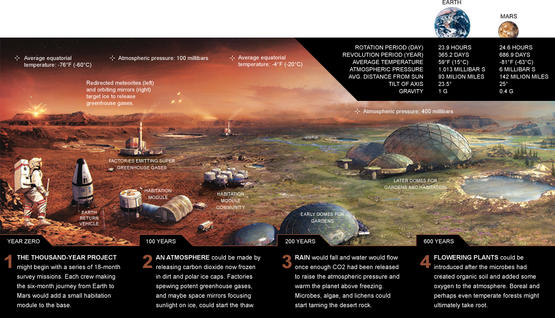 EARTH
MARS
ROTATION PERIOD (DAY) 23.9 HOURS 24.6 HOURS
REVOLUTION PERIOD (YEAR) 365.2 DAYS 686.9 DAYS
AVERAGE TEMPERATURE 59°F (15°C) -81°F (-63°C)
ATMOSPHERIC PRESSURE 1,013 MILLIBAR S 6 MILLIBAR S
AVG. DISTANCE FROM SUN 93 MILION MILES 142 MILION MILES
TILT OF AXIS 23.5° 25°
GRAVITY 1 G 0.4 G
Average equatorial
temperature: -76°F (-60°C)
Atmospheric pressure: 100 millibars
Average equatorial
temperature: -4°F (-20°C)
Redirected meteorites (left)
and orbiting mirrors (right)
target ice to release
greenhouse gases.
Atmospheric pressure: 400 millibars
FACTORIES EMITTING SUPER
GREENHOUSE GASES
HABITATION
MODULE
HABITATION
MODULE
COMMUNITY
EARTH
RETURN
VEHICLE
EARLY DOMES FOR
GARDENS
LATER DOMES FOR
GARDENS AND HABITATION
YEAR ZERO
100 YEARS
200 YEARS
600 YEARS
1 THE THOUSAND-YEAR PROJECT
might begin with a series of 18-month
survey missions. Each crew making
the six-month journey from Earth to
Mars would add a small habitation
module to the base.
2 AN ATMOSPHERE could be made by
releasing carbon dioxide now frozen
in dirt and polar ice caps. Factories
spewing potent greenhouse gases,
and maybe space mirrors focusing
sunlight on ice, could start the thaw.
3 RAIN would fall and water would flow
once enough CO2 had been released
to raise the atmospheric pressure and
warm the planet above freezing.
Microbes, algae, and lichens could
start taming the desert rock.
4 FLOWERING PLANTS could be
introduced after the microbes had
created organic soil and added some
oxygen to the atmosphere. Boreal and
perhaps even temperate forests might
ultimately take root.